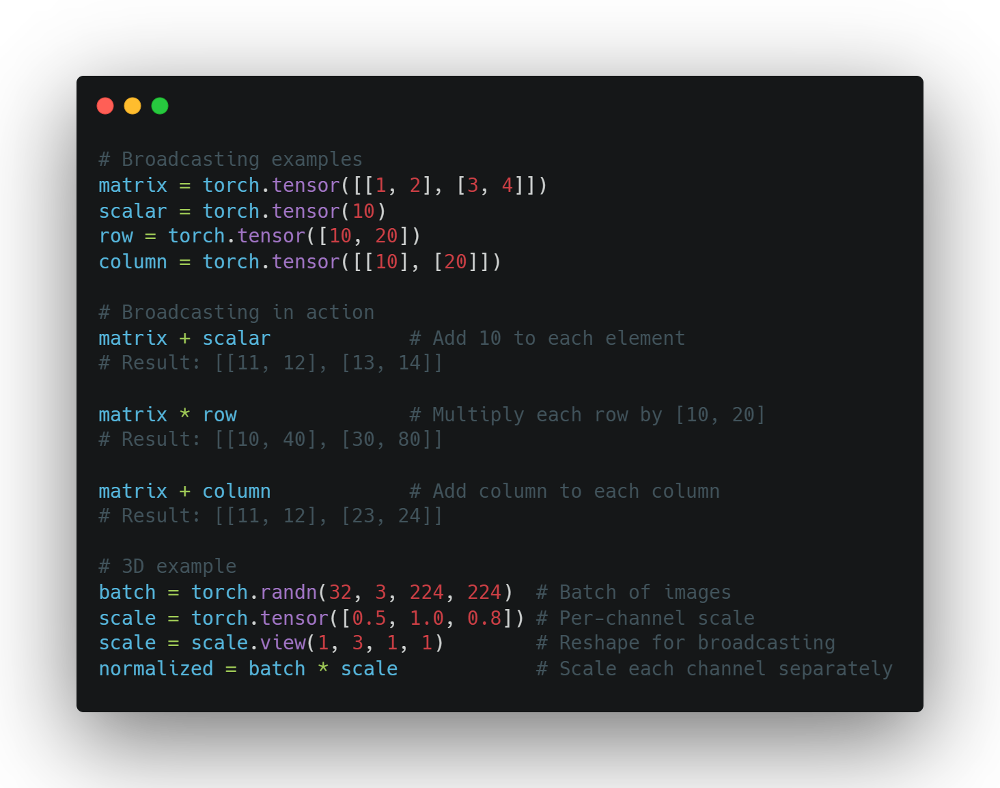 # Broadcasting examples
matrix = torch.tensor([[1, 2], [3, 4]])
scalar = torch.tensor(10)
row = torch.tensor([10, 20])
column = torch.tensor([[10], [20]])

# Broadcasting in action
matrix + scalar            # Add 10 to each element
# Result: [[11, 12], [13, 14]]

matrix * row               # Multiply each row by [10, 20]
# Result: [[10, 40], [30, 80]]

matrix + column            # Add column to each column
# Result: [[11, 12], [23, 24]]

# 3D example
batch = torch.randn(32, 3, 224, 224)  # Batch of images
scale = torch.tensor([0.5, 1.0, 0.8]) # Per-channel scale
scale = scale.view(1, 3, 1, 1)        # Reshape for broadcasting
normalized = batch * scale            # Scale each channel separately